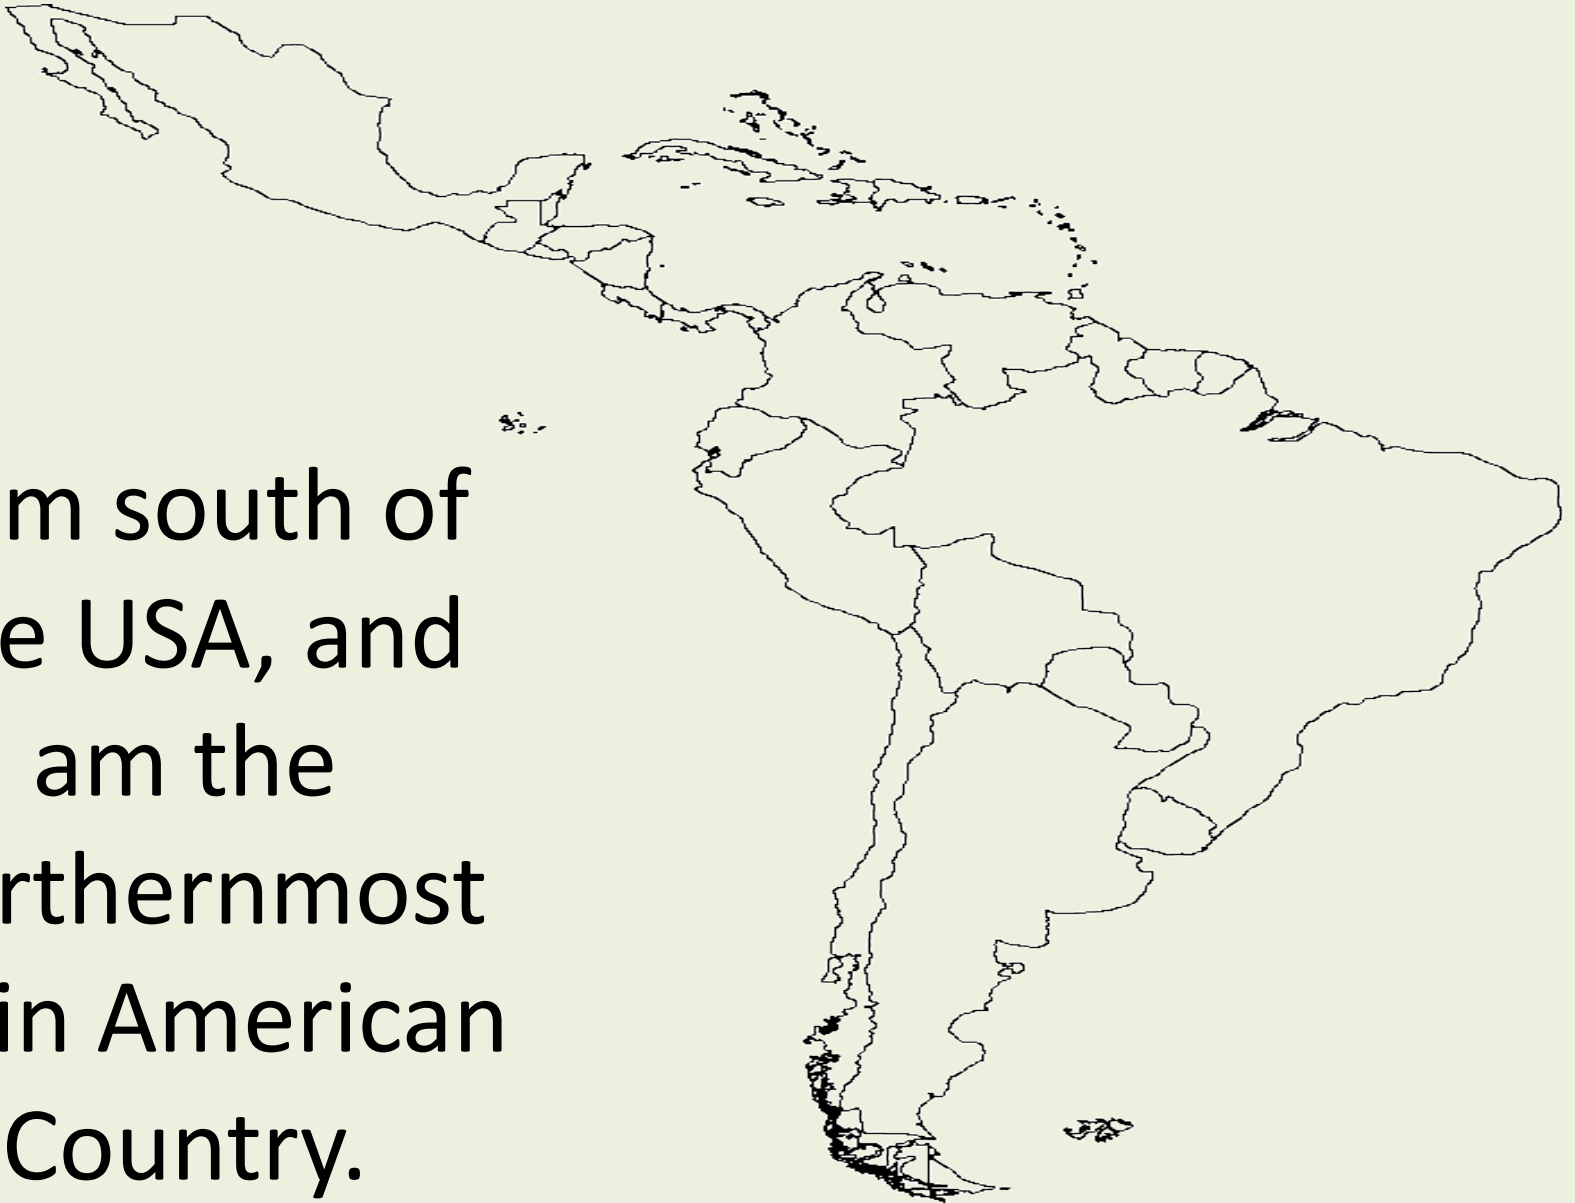 m south of
e USA, and
am the
rthernmost
in American
Country.